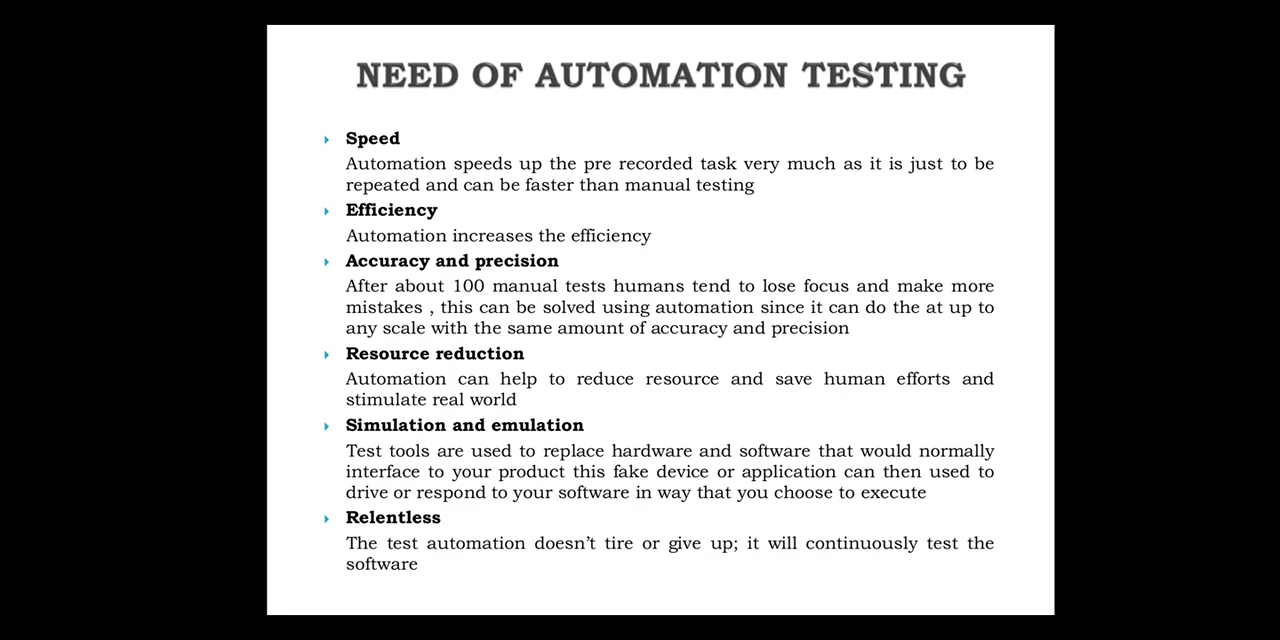 NEED OF AUTOMATION TESTING
Speed
Automation speeds up the pre recorded task very much as it is just to be
repeated and can be faster than manual testing
Efficiency
Automation increases the efficiency
Accuracy and precision
After about 100 manual tests humans tend to lose focus and make more
mistakes , this can be solved using automation since it can do the at up to
any scale with the same amount of accuracy and precision
Resource reduction
Automation can help to reduce resource and save human efforts and
stimulate real world
Simulation and emulation
Test tools are used to replace hardware and software that would normally
interface to your product this fake device or application can then used to
drive or respond to your software in way that you choose to execute
Relentless
The test automation doesn’t tire or give up; it will continuously test the
software